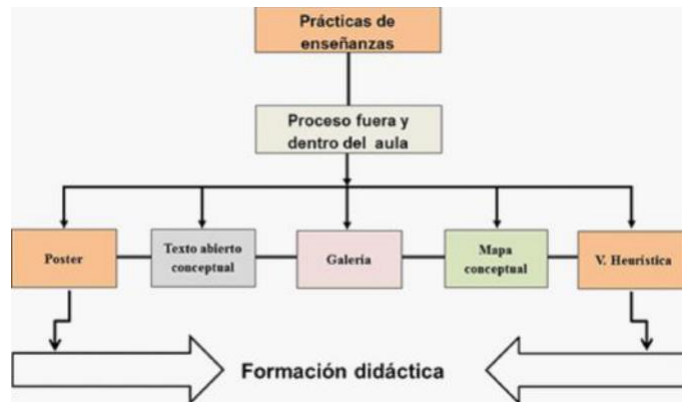 Prácticas de
enseñanzas
Proceso fuera y
dentro del aula
Poster
Texto abierto
conceptual
Galería
Mapa
conceptual
V. Heurística
Formación didáctica